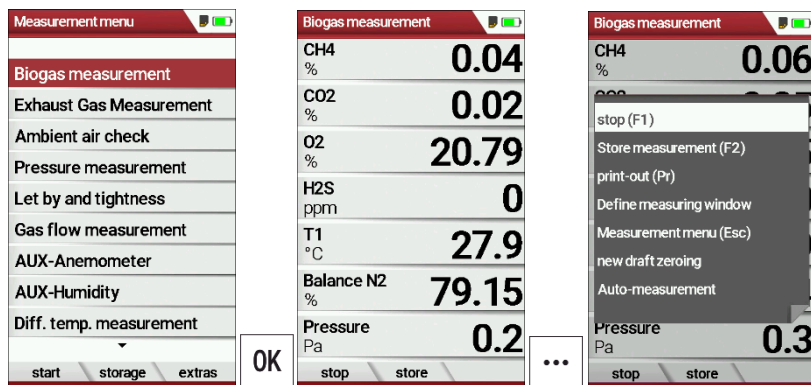 Measurement menu
Biogas measurement
Exhaust Gas Measurement
Ambient air check
Pressure measurement
Let by and tightness
Gas flow measurement
AUX-Anemometer
AUX-Humidity
Diff. temp. measurement
start storage extras
OK
Biogas measurement
CH4
% 0.04
CO2
% 0.02
O2
% 20.79
H2S
ppm 0
T1
°C 27.9
Balance N2
% 79.15
Pressure
Pa 0.2
stop store
...
Biogas measurement
CH4
% 0.06
stop (F1)
Store measurement (F2)
print-out (Pr)
Define measuring window
Measurement menu (Esc)
new draft zeroing
Auto-measurement
Pressure
Pa 0.3
stop store